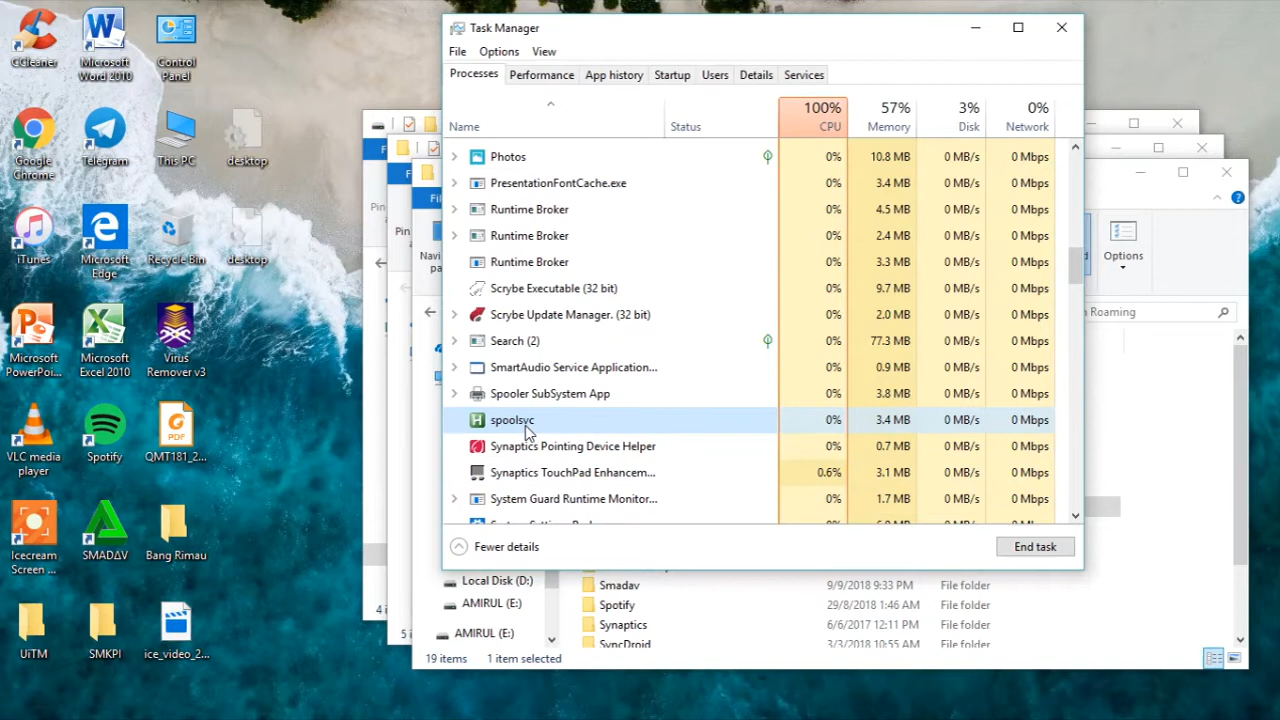 CCleaner
Microsoft
Word 2010
Control
Panel
Google
Chrome
Telegram
This PC
desktop
iTunes
Microsoft
Edge
Recycle Bin
desktop
Microsoft
PowerPoi...
Microsoft
Excel 2010
Virus
Remover v3
VLC media
player
Spotify
PDF
QMT181_2...
Icecream
Screen ...
SMADΔV
Bang Rimau
UiTM
SMKPI
ice_video_2...
Task Manager
File Options View
Processes Performance App history Startup Users Details Services
100% 57% 3% 0%
Name Status CPU Memory Disk Network
Photos 0% 10.8 MB 0 MB/s 0 Mbps
PresentationFontCache.exe 0% 3.4 MB 0 MB/s 0 Mbps
Runtime Broker 0% 4.5 MB 0 MB/s 0 Mbps
Runtime Broker 0% 2.4 MB 0 MB/s 0 Mbps
Runtime Broker 0% 3.3 MB 0 MB/s 0 Mbps
Scrybe Executable (32 bit) 0% 9.7 MB 0 MB/s 0 Mbps
Scrybe Update Manager. (32 bit) 0% 2.0 MB 0 MB/s 0 Mbps
Search (2) 0% 77.3 MB 0 MB/s 0 Mbps
SmartAudio Service Application... 0% 0.9 MB 0 MB/s 0 Mbps
Spooler SubSystem App 0% 3.8 MB 0 MB/s 0 Mbps
spoolsvc 0% 3.4 MB 0 MB/s 0 Mbps
Synaptics Pointing Device Helper 0% 0.7 MB 0 MB/s 0 Mbps
Synaptics TouchPad Enhancem... 0.6% 3.1 MB 0 MB/s 0 Mbps
System Guard Runtime Monitor... 0% 1.7 MB 0 MB/s 0 Mbps
Fewer details End task
Options
Roaming
Local Disk (D:)
AMIRUL (E:)
AMIRUL (E:)
Smadav 9/9/2018 9:33 PM File folder
Spotify 29/8/2018 1:46 AM File folder
Synaptics 6/6/2017 12:11 PM File folder
SyncDroid 3/3/2018 10:55 AM File folder
19 items 1 item selected